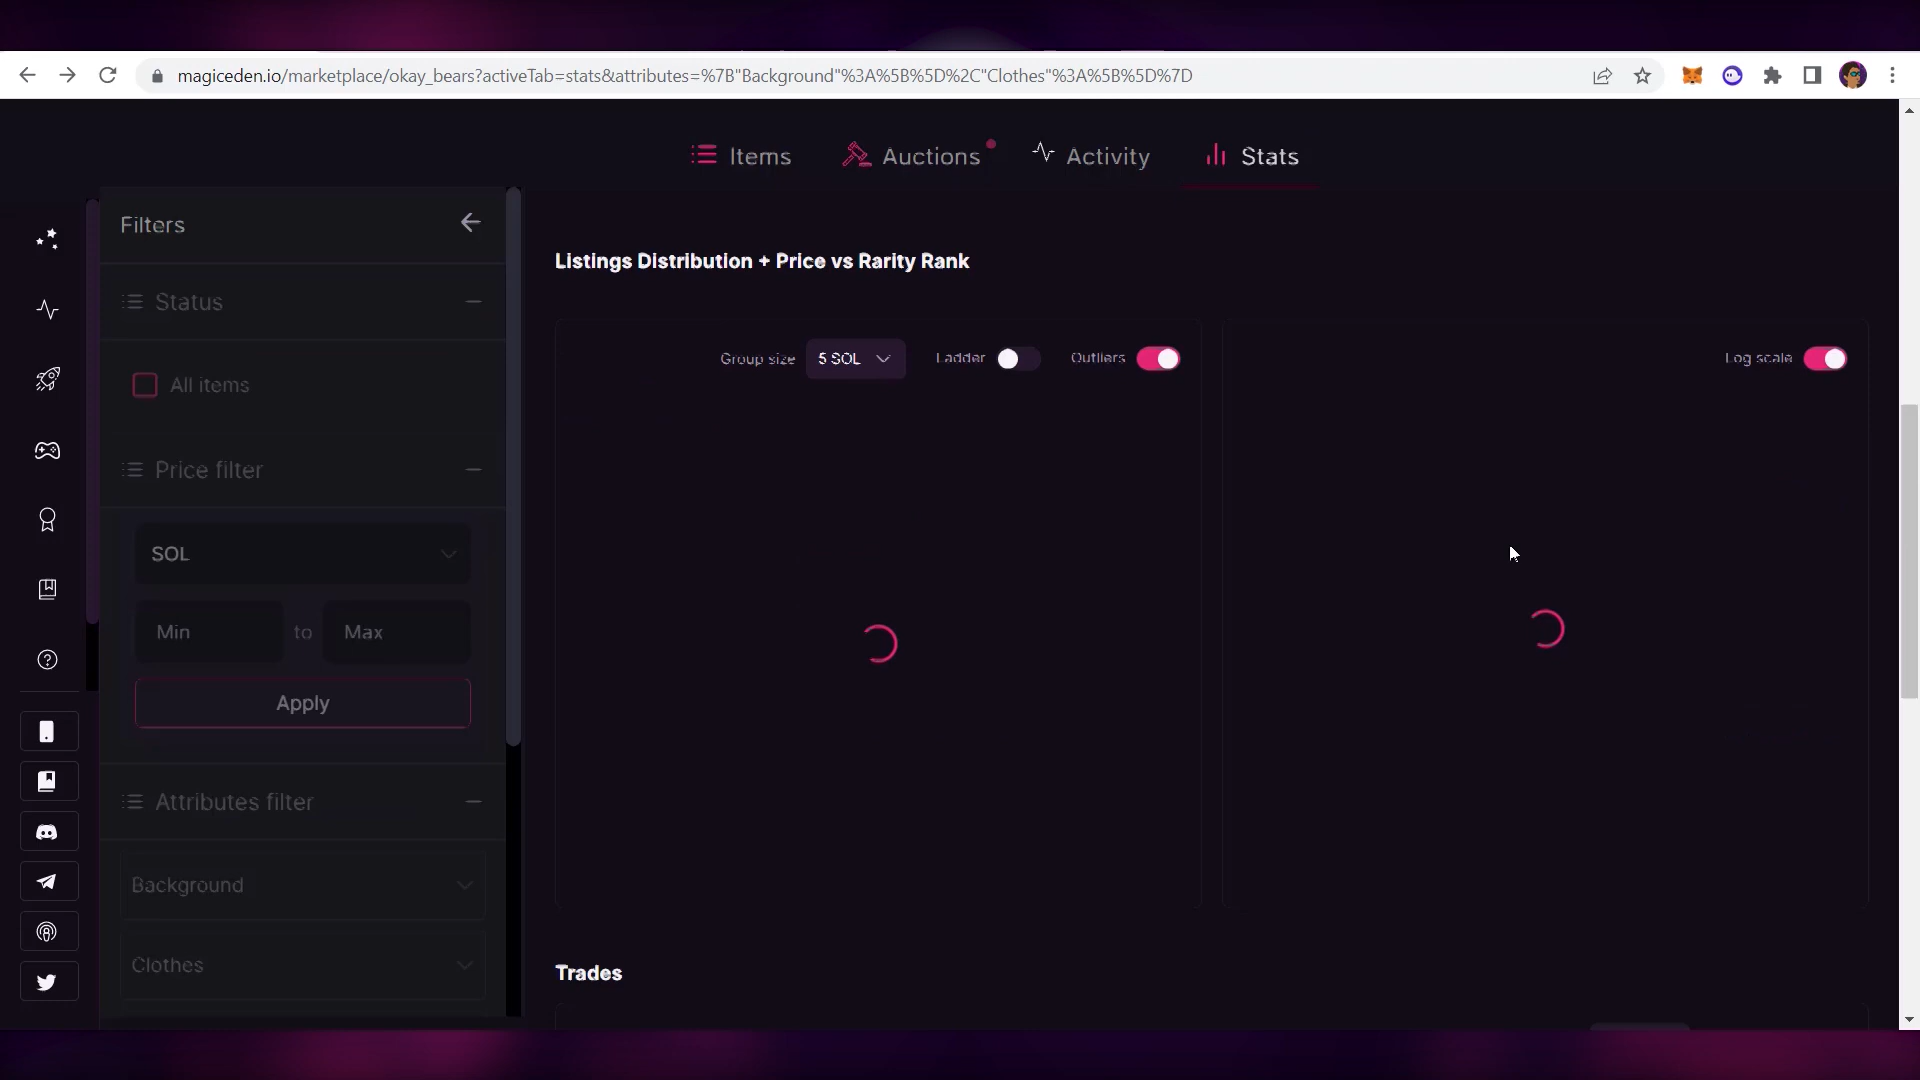 magiceden.io/marketplace/okay_bears?activeTab=stats&attributes=%7B"Background"%3A%5B%5D%2C"Clothes"%3A%5B%5D%7D
Items
Auctions
Activity
Stats
Filters
Status
All items
Price filter
SOL
Min to Max
Apply
Attributes filter
Background
Clothes
Listings Distribution + Price vs Rarity Rank
Group size 5 SOL Ladder Outliers
Log scale
Trades